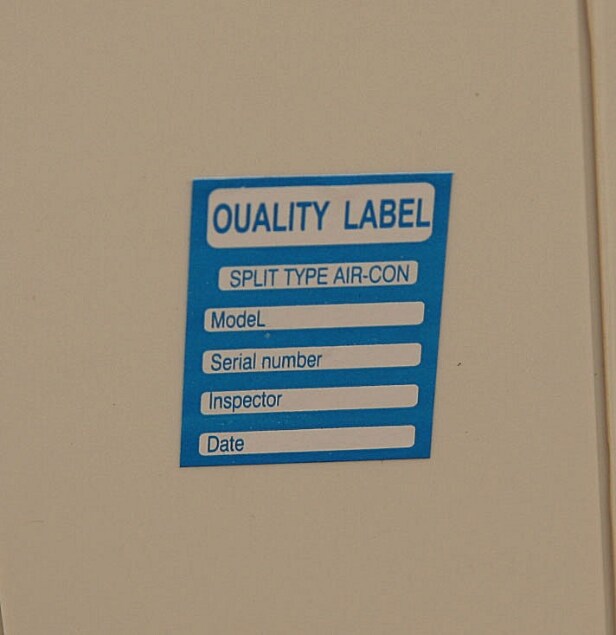 OUALITY LABEL
SPLIT TYPE AIR-CON
ModeL
Serial number
Inspector
Date